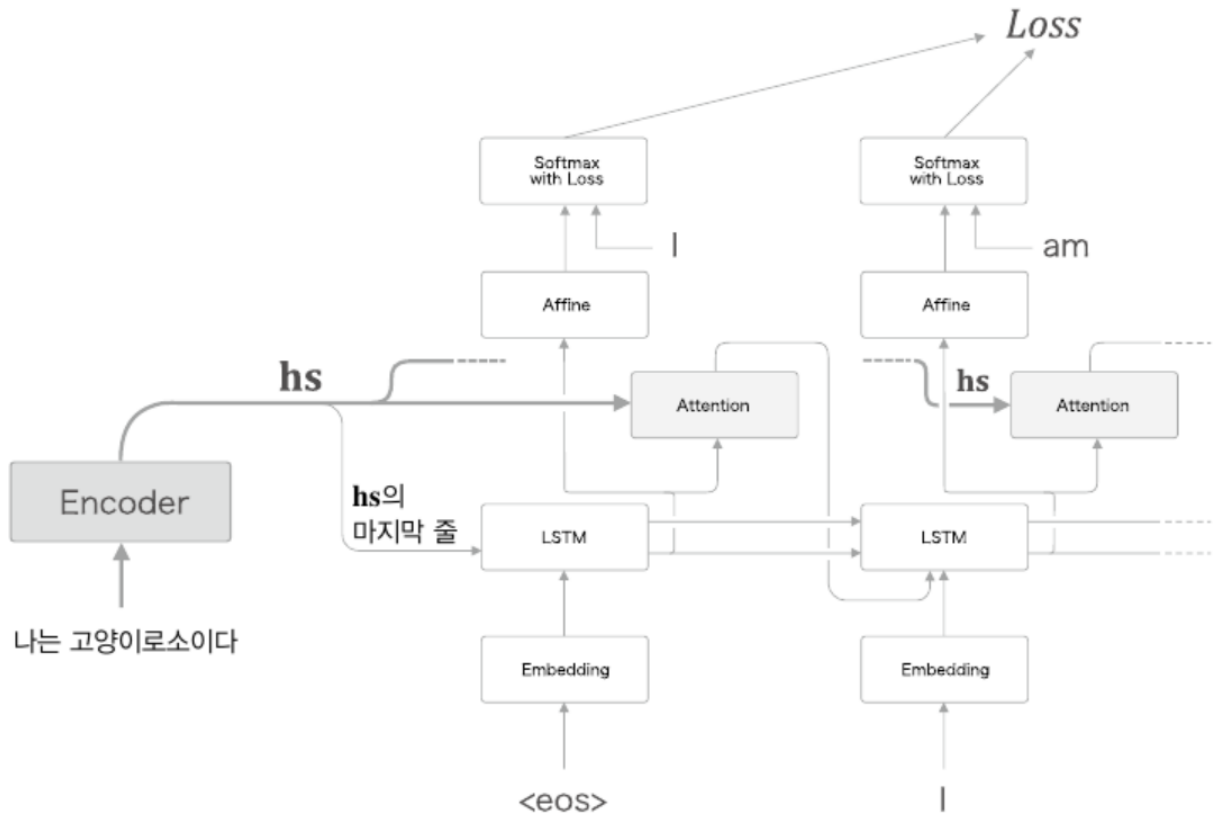 Loss
Softmax
with Loss
Softmax
with Loss
I
am
Affine
Affine
hs
hs
Attention
Attention
Encoder
hs의
마지막 줄
LSTM
LSTM
나는 고양이로소이다
Embedding
Embedding
<eos>
I